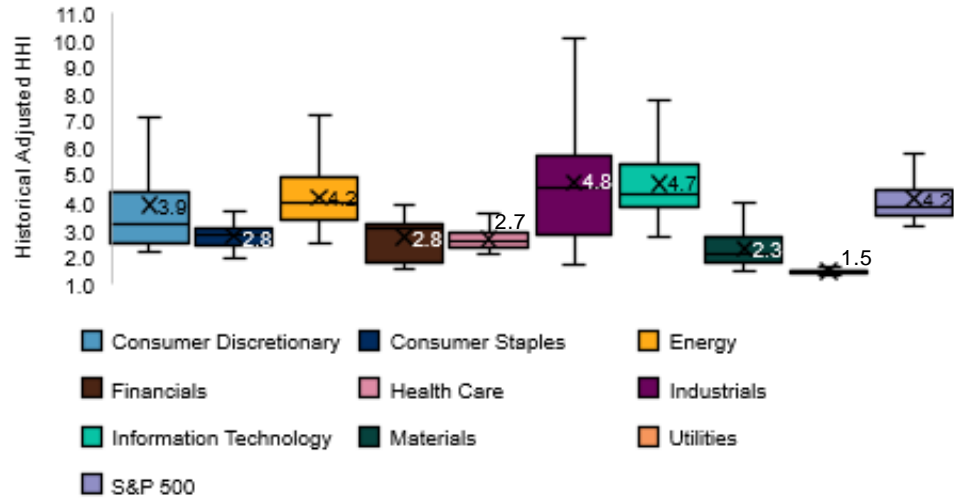 Historical Adjusted HHI
11.0
10.0
9.0
8.0
7.0
6.0
5.0
4.0
3.0
2.0
1.0
3.9
2.8
4.2
2.8
2.7
4.8
4.7
2.3
1.5
4.2
Consumer Discretionary
Consumer Staples
Energy
Financials
Health Care
Industrials
Information Technology
Materials
Utilities
S&P 500